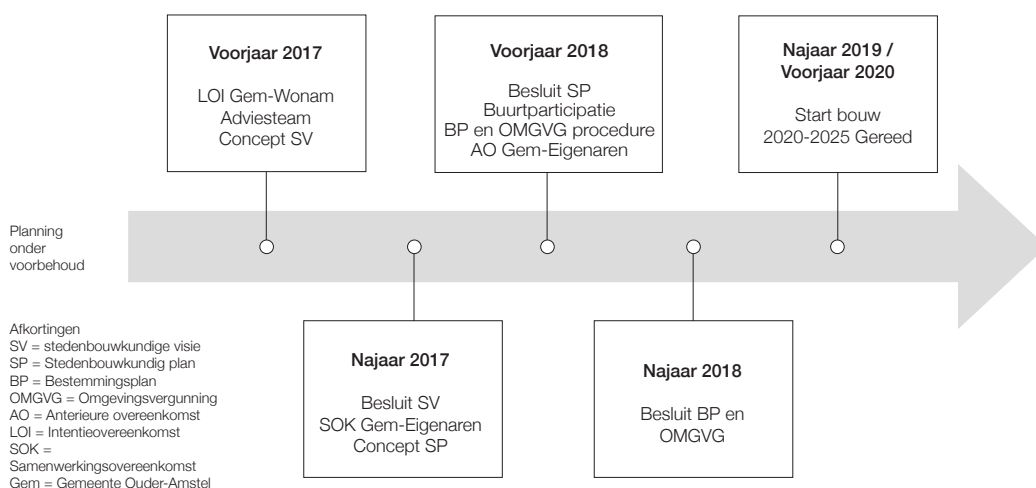 Voorjaar 2017
LOI Gem-Wonam
Adviesteam
Concept SV
Voorjaar 2018
Besluit SP
Buurtparticipatie
BP en OMGVG procedure
AO Gem-Eigenaren
Najaar 2019 /
Voorjaar 2020
Start bouw
2020-2025 Gereed
Planning
onder
voorbehoud
Najaar 2017
Besluit SV
SOK Gem-Eigenaren
Concept SP
Najaar 2018
Besluit BP en
OMGVG
Afkortingen
SV = stedenbouwkundige visie
SP = Stedenbouwkundig plan
BP = Bestemmingsplan
OMGVG = Omgevingsvergunning
AO = Anterieure overeenkomst
LOI = Intentieovereenkomst
SOK =
Samenwerkingsovereenkomst
Gem = Gemeente Ouder-Amstel